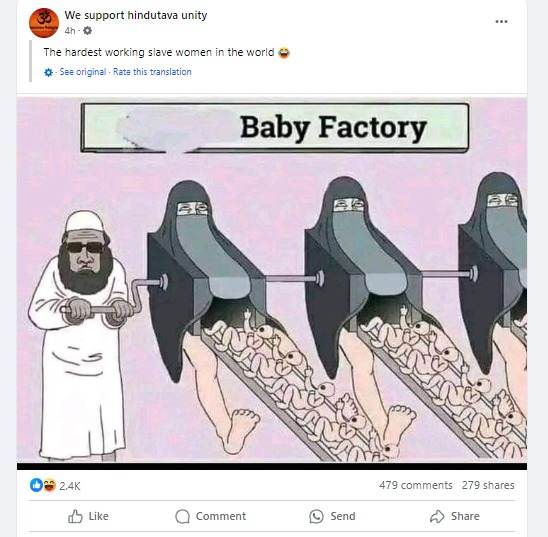 We support hindutava unity
4h ·
The hardest working slave women in the world 😂
· See original · Rate this translation
Baby Factory
2.4K
479 comments 279 shares
Like
Comment
Send
Share